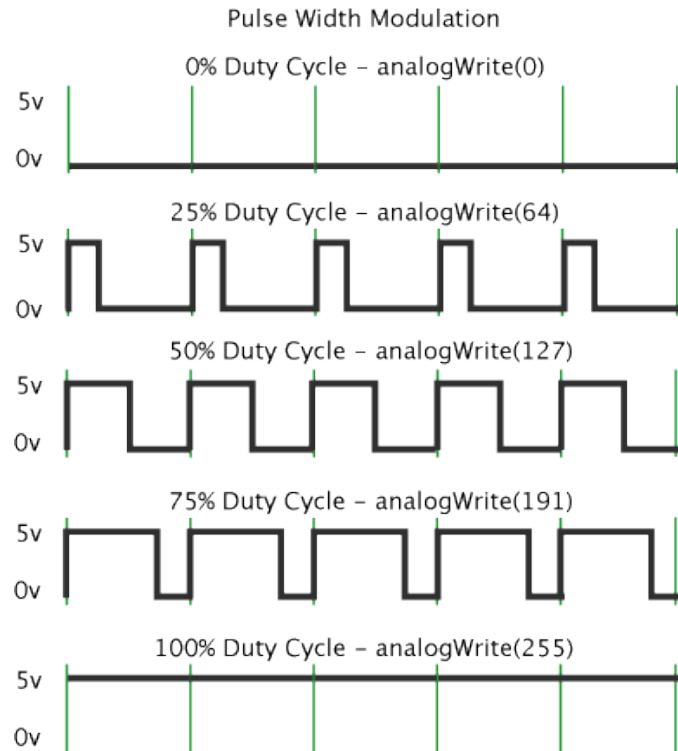 Pulse Width Modulation
0% Duty Cycle – analogWrite(0)
5v
0v
25% Duty Cycle – analogWrite(64)
5v
0v
50% Duty Cycle – analogWrite(127)
5v
0v
75% Duty Cycle – analogWrite(191)
5v
0v
100% Duty Cycle – analogWrite(255)
5v
0v